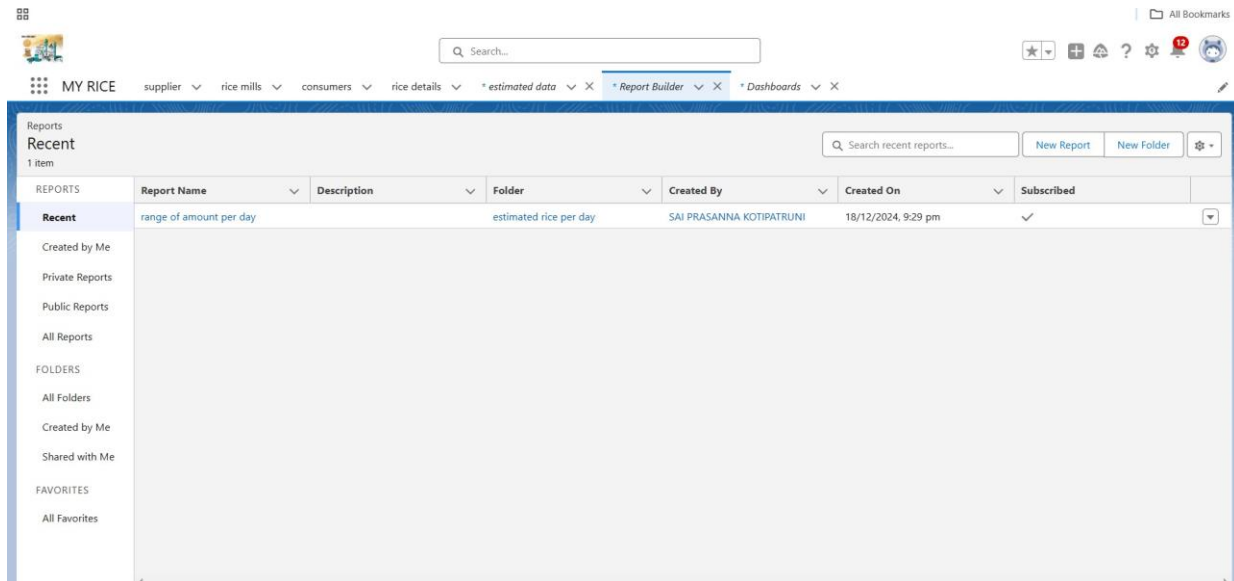 All Bookmarks
Search...
12
MY RICE supplier rice mills consumers rice details * estimated data * Report Builder * Dashboards
Reports
Recent
1 item
Search recent reports...
New Report New Folder
REPORTS Report Name Description Folder Created By Created On Subscribed
Recent range of amount per day estimated rice per day SAI PRASANNA KOTIPATRUNI 18/12/2024, 9:29 pm
Created by Me
Private Reports
Public Reports
All Reports
FOLDERS
All Folders
Created by Me
Shared with Me
FAVORITES
All Favorites